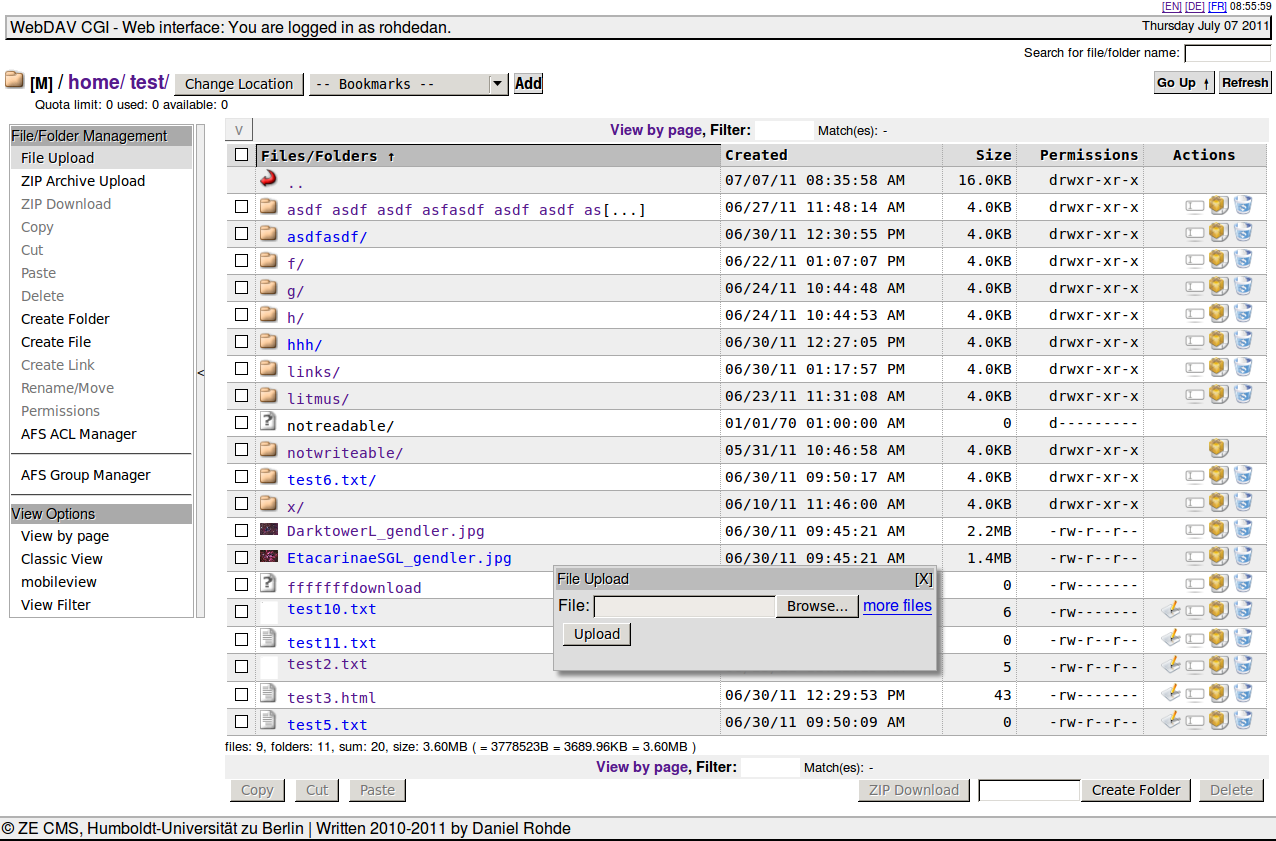 [EN] [DE] [FR] 08:55:59
WebDAV CGI - Web interface: You are logged in as rohdedan. Thursday July 07 2011
Search for file/folder name:
[M] / home/ test/ Change Location -- Bookmarks -- Add Go Up ↑ Refresh
Quota limit: 0 used: 0 available: 0
File/Folder Management
File Upload
ZIP Archive Upload
ZIP Download
Copy
Cut
Paste
Delete
Create Folder
Create File
Create Link
Rename/Move
Permissions
AFS ACL Manager
AFS Group Manager
View Options
View by page
Classic View
mobileview
View Filter
<
V View by page, Filter: Match(es): -
Files/Folders ↑ Created Size Permissions Actions
.. 07/07/11 08:35:58 AM 16.0KB drwxr-xr-x
asdf asdf asdf asfasdf asdf asdf as[...] 06/27/11 11:48:14 AM 4.0KB drwxr-xr-x
asdfasdf/ 06/30/11 12:30:55 PM 4.0KB drwxr-xr-x
f/ 06/22/11 01:07:07 PM 4.0KB drwxr-xr-x
g/ 06/24/11 10:44:48 AM 4.0KB drwxr-xr-x
h/ 06/24/11 10:44:53 AM 4.0KB drwxr-xr-x
hhh/ 06/30/11 12:27:05 PM 4.0KB drwxr-xr-x
links/ 06/30/11 01:17:57 PM 4.0KB drwxr-xr-x
litmus/ 06/23/11 11:31:08 AM 4.0KB drwxr-xr-x
notreadable/ 01/01/70 01:00:00 AM 0 d---------
notwriteable/ 05/31/11 10:46:58 AM 4.0KB drwxr-xr-x
test6.txt/ 06/30/11 09:50:17 AM 4.0KB drwxr-xr-x
x/ 06/10/11 11:46:00 AM 4.0KB drwxr-xr-x
DarktowerL_gendler.jpg 06/30/11 09:45:21 AM 2.2MB -rw-r--r--
EtacarinaeSGL_gendler.jpg 06/30/11 09:45:21 AM 1.4MB -rw-r--r--
fffffffdownload 0 -rw-r--r--
test10.txt 6 -rw-------
test11.txt 0 -rw-r--r--
test2.txt 5 -rw-r--r--
test3.html 06/30/11 12:29:53 PM 43 -rw-------
test5.txt 06/30/11 09:50:09 AM 0 -rw-r--r--
File Upload [X]
File: Browse... more files
Upload
files: 9, folders: 11, sum: 20, size: 3.60MB ( = 3778523B = 3689.96KB = 3.60MB )
View by page, Filter: Match(es): -
Copy Cut Paste ZIP Download Create Folder Delete
© ZE CMS, Humboldt-Universität zu Berlin | Written 2010-2011 by Daniel Rohde